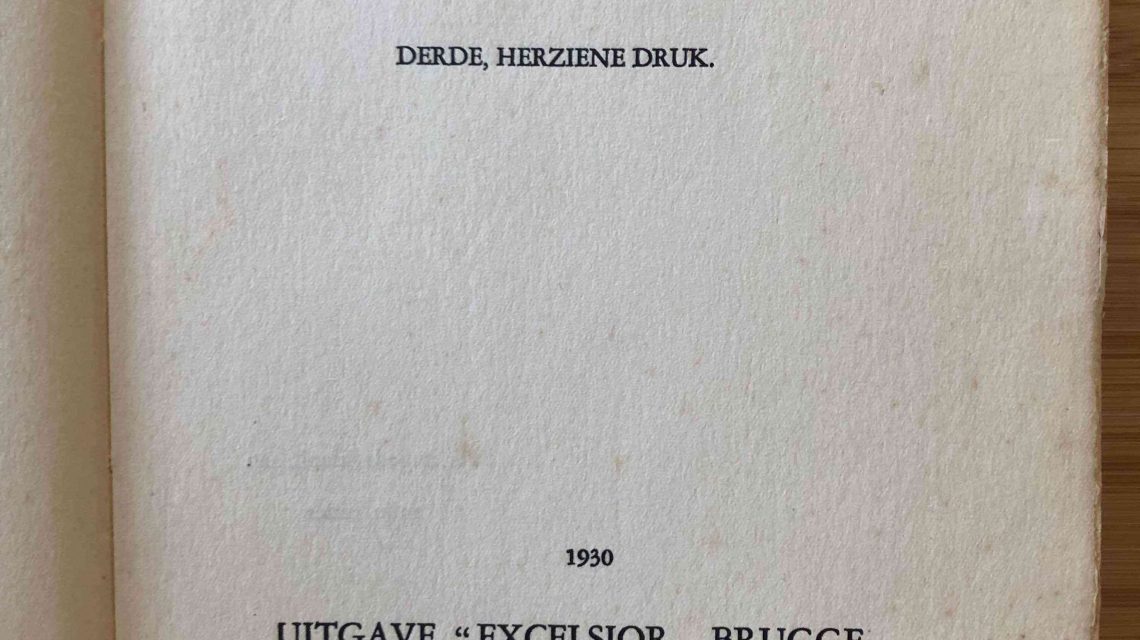 DERDE, HERZIENE DRUK.
1930
UITGAVE "EXCELSIOR„ BRUGGE